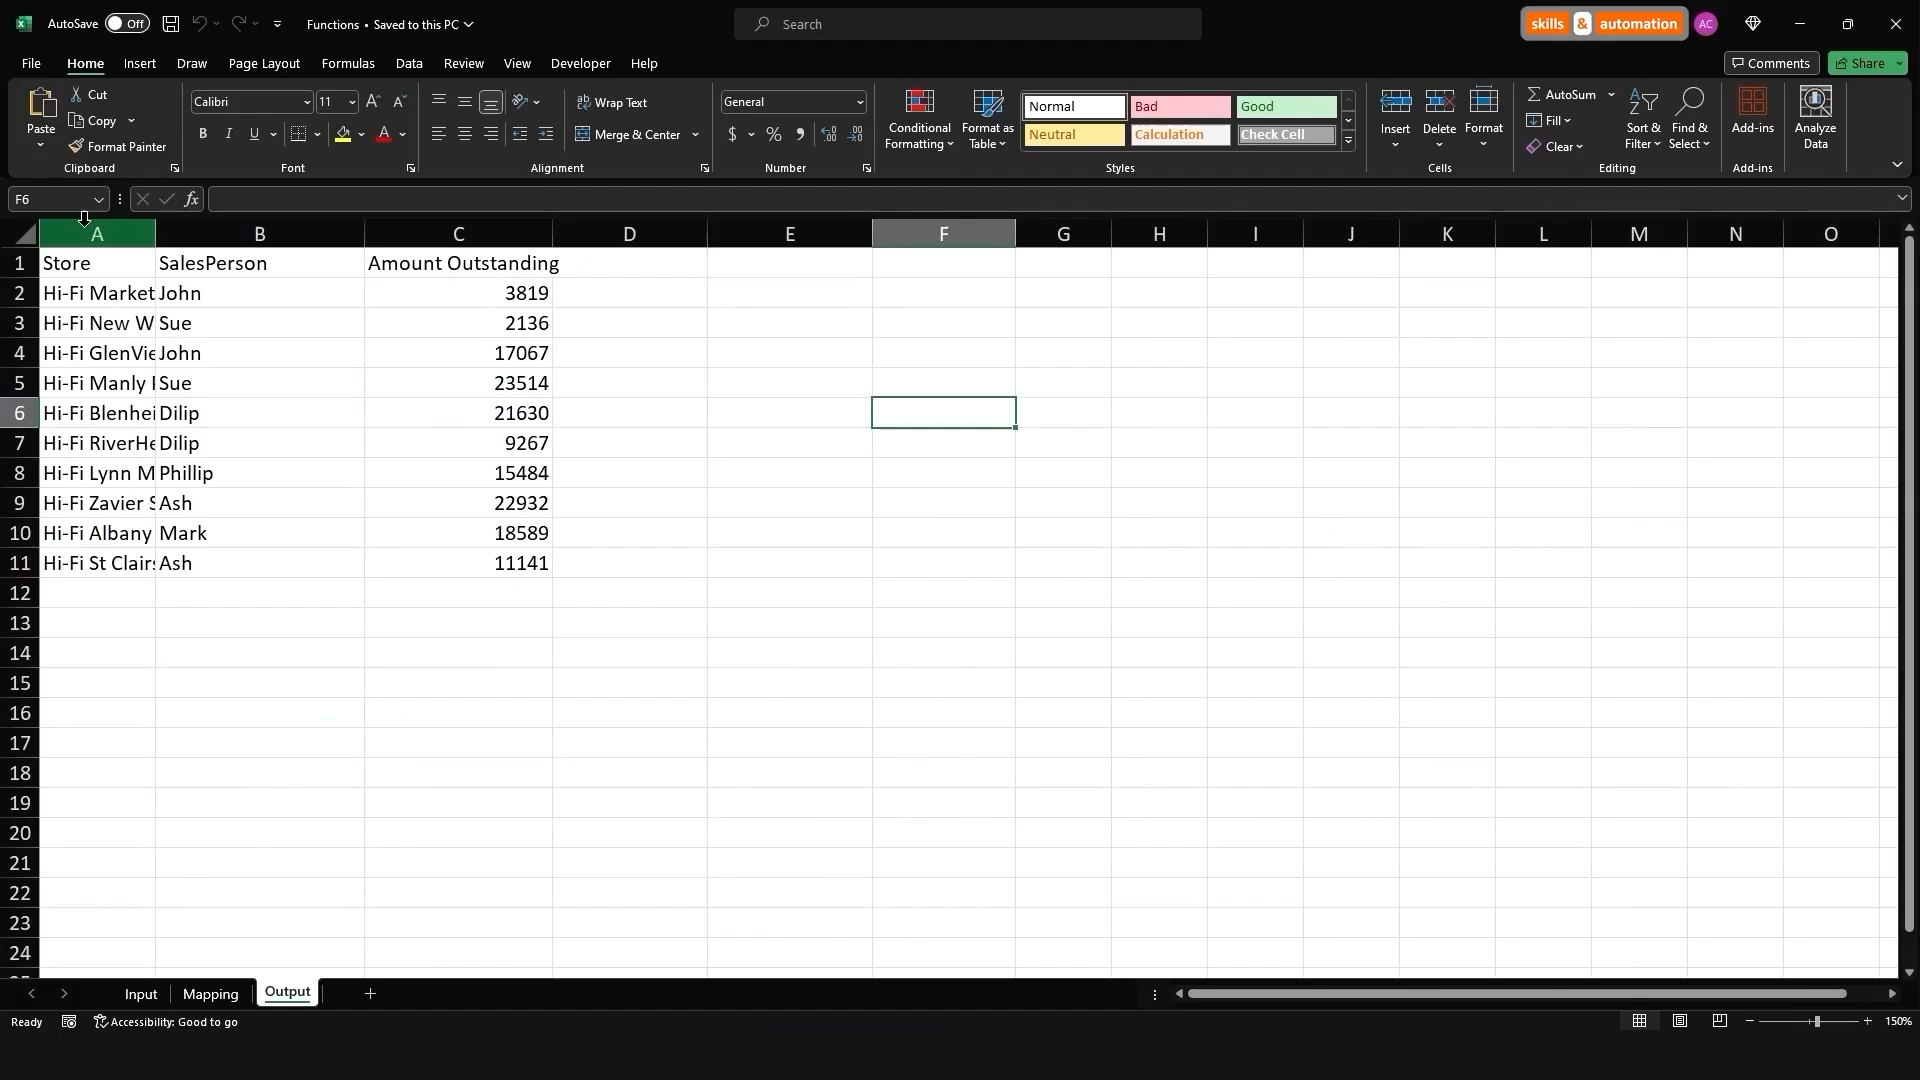 AutoSave Off Functions • Saved to this PC Search skills & automation AC
File Home Insert Draw Page Layout Formulas Data Review View Developer Help Comments Share
Paste Cut Copy Format Painter Clipboard
Calibri 11 B I U A Font
Wrap Text Merge & Center Alignment
General $ % Number
Conditional Formatting Format as Table
Normal Bad Good
Neutral Calculation Check Cell
Styles
Insert Delete Format Cells
AutoSum Fill Clear Sort & Filter Find & Select Editing
Add-ins Add-ins
Analyze Data
F6 fx
A B C D E F G H I J K L M N O
1 Store SalesPerson Amount Outstanding
2 Hi-Fi Market John 3819
3 Hi-Fi New W Sue 2136
4 Hi-Fi GlenVie John 17067
5 Hi-Fi Manly Sue 23514
6 Hi-Fi Blenhei Dilip 21630
7 Hi-Fi RiverHe Dilip 9267
8 Hi-Fi Lynn M Phillip 15484
9 Hi-Fi Zavier S Ash 22932
10 Hi-Fi Albany Mark 18589
11 Hi-Fi St Clair Ash 11141
12
13
14
15
16
17
18
19
20
21
22
23
24
Input Mapping Output
Ready Accessibility: Good to go 150%